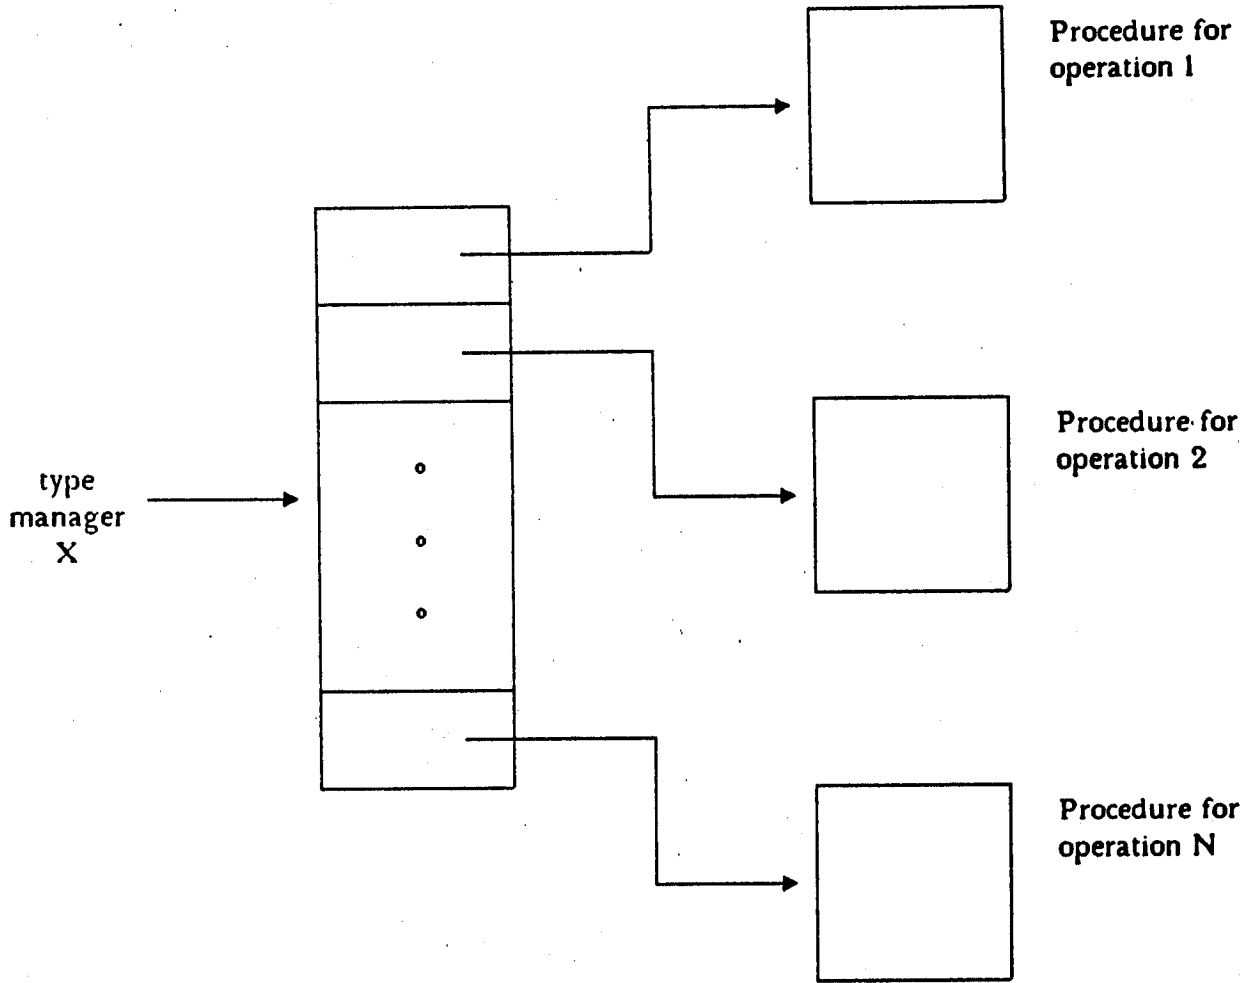 Procedure for
operation 1
Procedure for
operation 2
type
manager
X
Procedure for
operation N